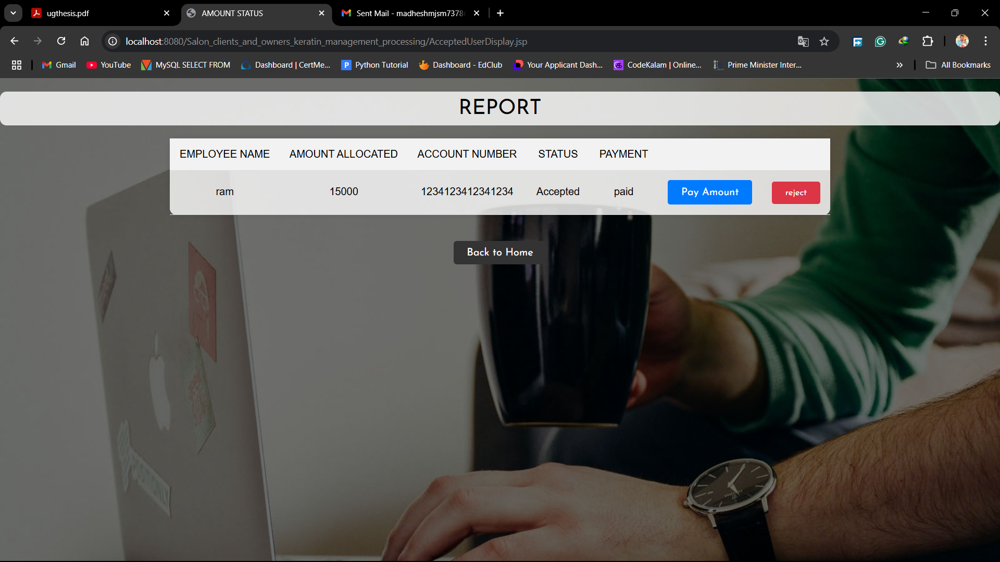 ugthesis.pdf
AMOUNT STATUS
Sent Mail - madheshmjsm7378
localhost:8080/Salon_clients_and_owners_keratin_management_processing/AcceptedUserDisplay.jsp
Gmail
YouTube
MySQL SELECT FROM
Dashboard | CertMe...
Python Tutorial
Dashboard - EdClub
Your Applicant Dash...
CodeKalam | Online...
Prime Minister Inter...
All Bookmarks
REPORT
EMPLOYEE NAME AMOUNT ALLOCATED ACCOUNT NUMBER STATUS PAYMENT
ram 15000 1234123412341234 Accepted paid Pay Amount reject
Back to Home